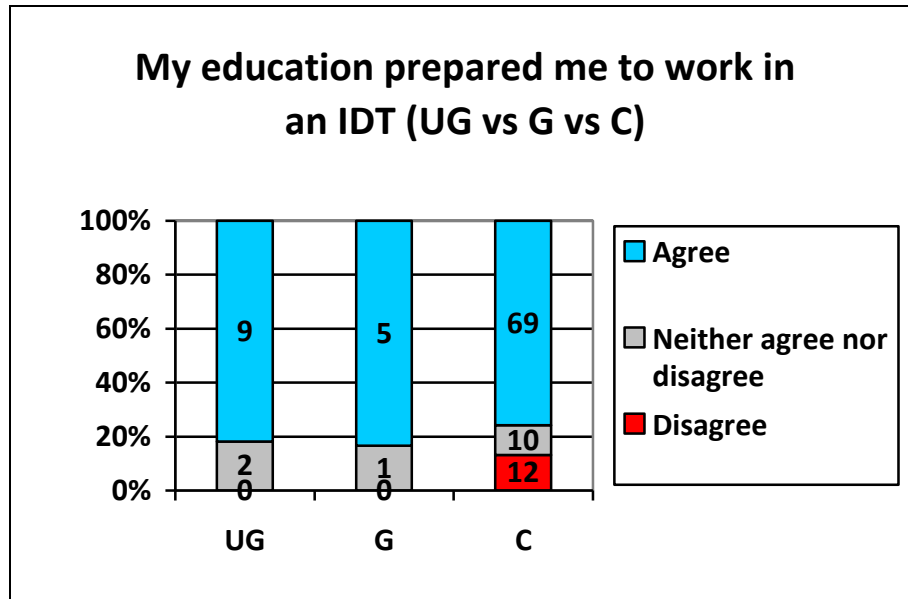 My education prepared me to work in
an IDT (UG vs G vs C)
100%
80%
60%
40%
20%
0%
9
2
0
5
1
0
69
10
12
UG
G
C
Agree
Neither agree nor
disagree
Disagree